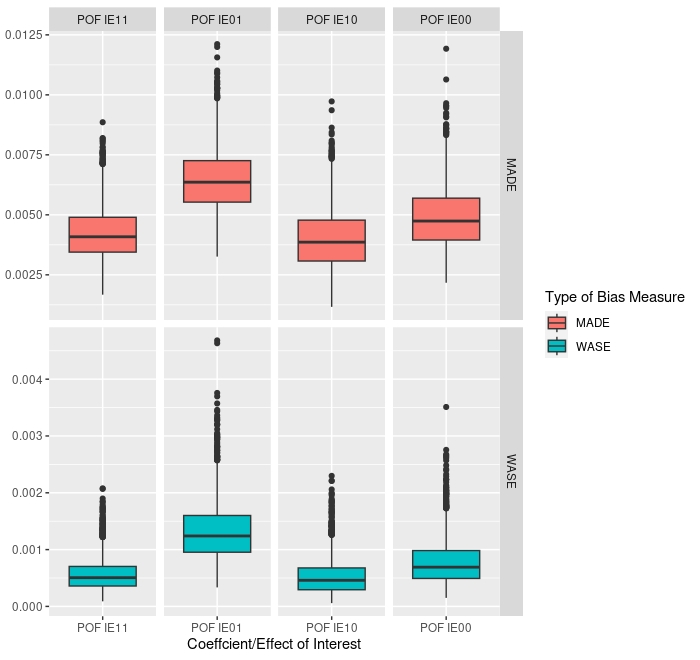 POF IE11 POF IE01 POF IE10 POF IE00
0.0125
0.0100
0.0075
0.0050
0.0025
MADE
0.004
0.003
0.002
0.001
0.000
WASE
POF IE11 POF IE01 POF IE10 POF IE00
Coeffcient/Effect of Interest
Type of Bias Measure
MADE
WASE